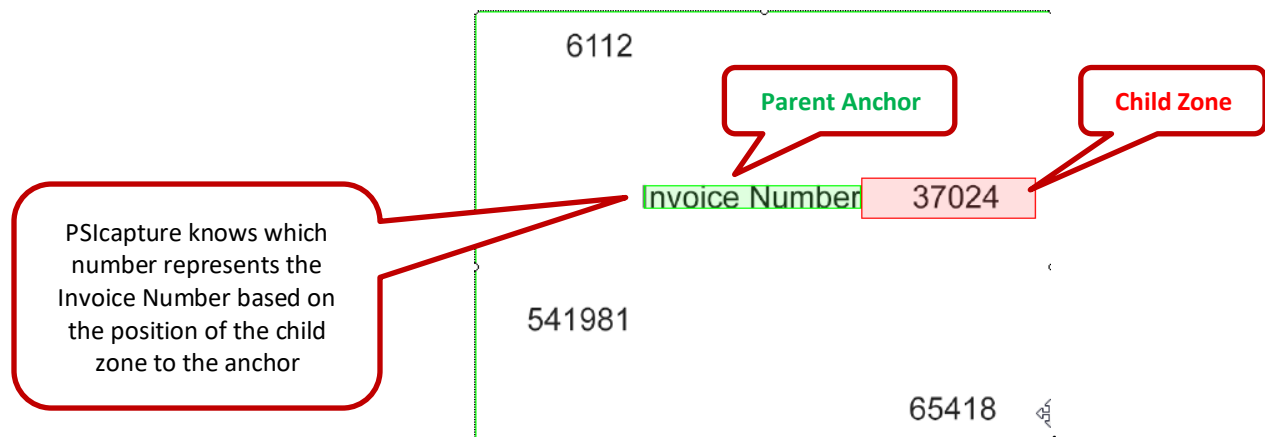 6112
Parent Anchor
Child Zone
Invoice Number 37024
PSIcapture knows which
number represents the
Invoice Number based on
the position of the child
zone to the anchor
541981
65418